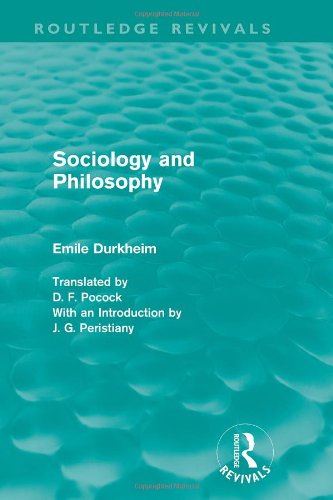 ROUTLEDGE REVIVALS
Sociology and
Philosophy
Emile Durkheim
Translated by
D. F. Pocock
With an Introduction by
J. G. Peristiany
ROUTLEDGE
REVIVALS